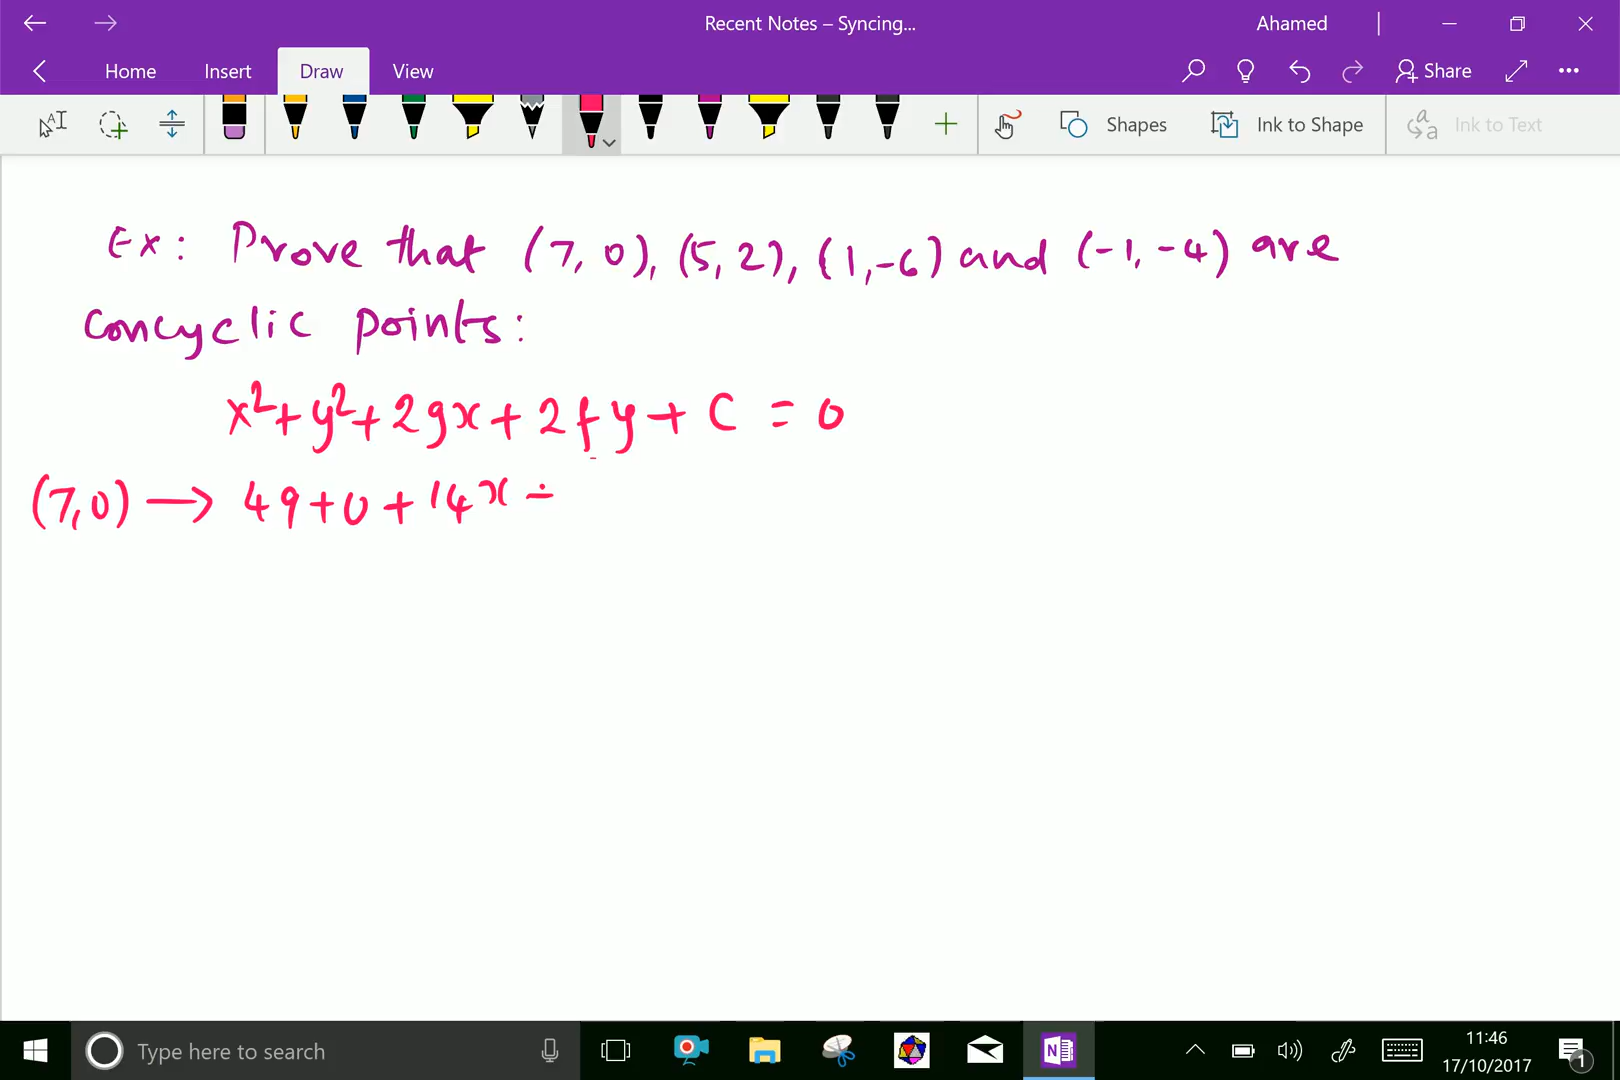 Recent Notes – Syncing...
Ahamed
Home Insert Draw View
Share
Shapes Ink to Shape Ink to Text
Ex: Prove that (7, 0), (5, 2), (1, -6) and (-1, -4) are
Concyclic points:
x²+y²+2gx+2fy+C = 0
(7,0) → 49+0+14x ÷
Type here to search
11:46
17/10/2017
1